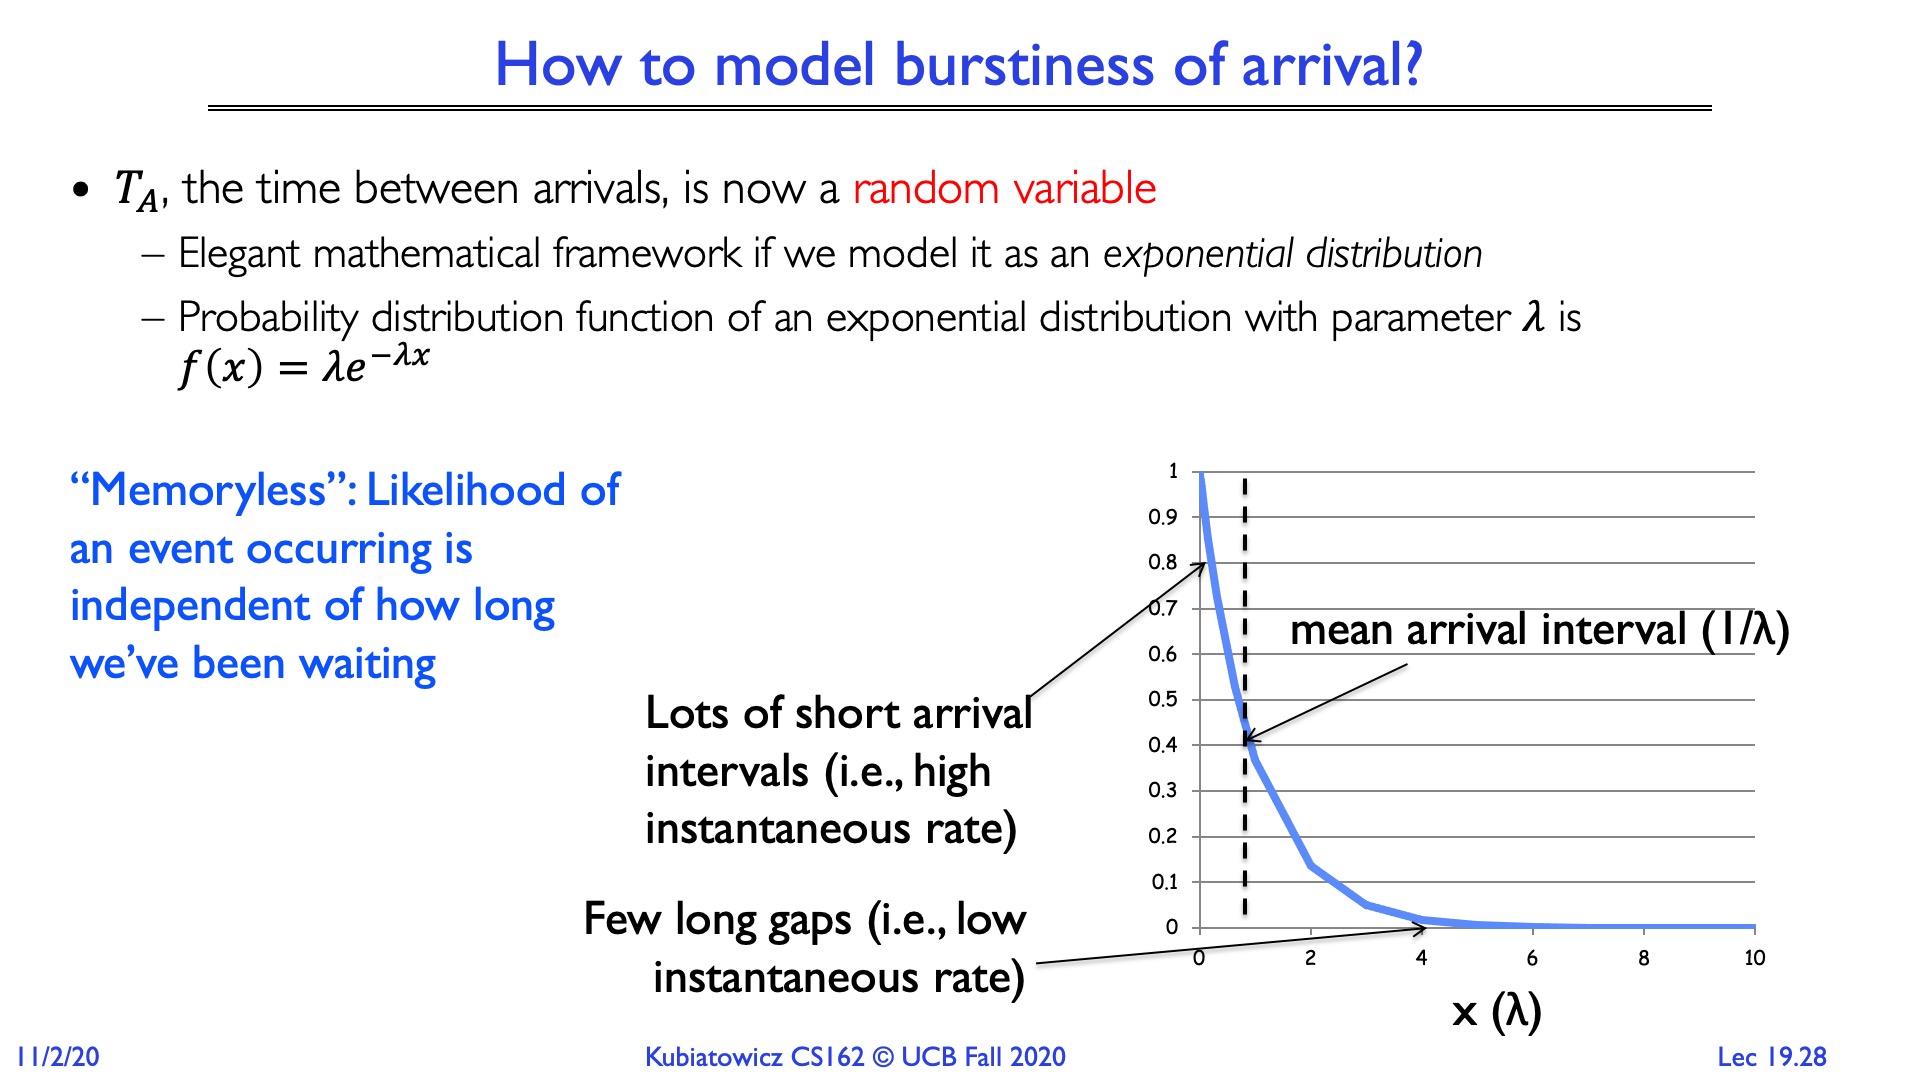 How to model burstiness of arrival?
• T_A, the time between arrivals, is now a random variable
– Elegant mathematical framework if we model it as an exponential distribution
– Probability distribution function of an exponential distribution with parameter λ is
f(x) = λe^{−λx}
“Memoryless”: Likelihood of
an event occurring is
independent of how long
we’ve been waiting
Lots of short arrival
intervals (i.e., high
instantaneous rate)
Few long gaps (i.e., low
instantaneous rate)
1
0.9
0.8
0.7
0.6
0.5
0.4
0.3
0.2
0.1
0
mean arrival interval (1/λ)
0 2 4 6 8 10
x (λ)
11/2/20
Kubiatowicz CS162 © UCB Fall 2020
Lec 19.28